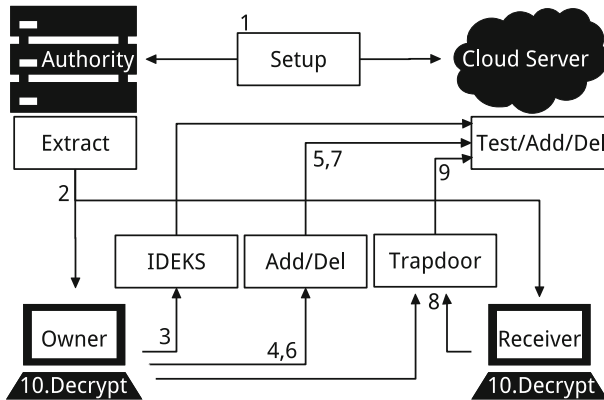 1
Authority
Setup
Cloud Server
Extract
Test/Add/Del
5,7
9
2
IDEKS
Add/Del
Trapdoor
8
Owner
3
4,6
Receiver
10.Decrypt
10.Decrypt